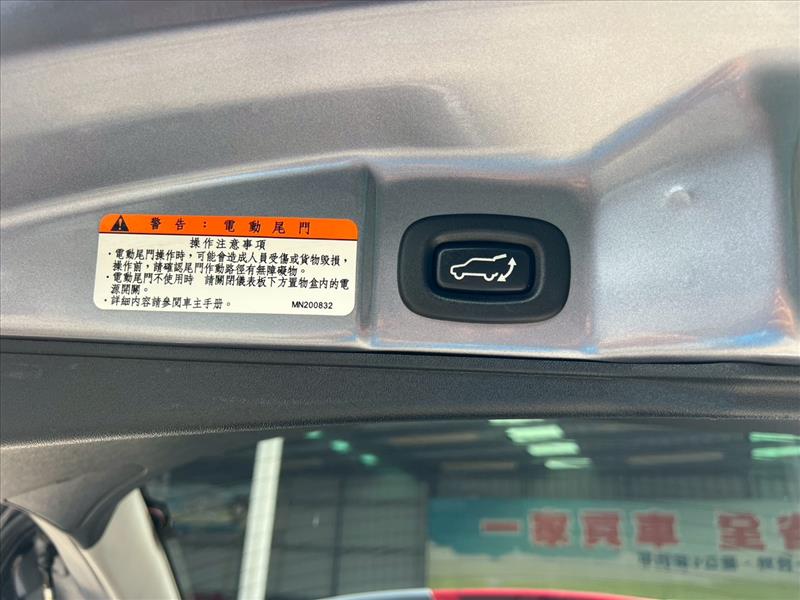 警告：電動尾門
操作注意事項
・電動尾門操作時，可能會造成人員受傷或貨物毀損，
操作前，請確認尾門作動路徑有無障礙物。
・電動尾門不使用時 請關閉儀表板下方置物盒內的電
源開關。
・詳細內容請參閱車主手册。
MN200832
一家買車 全省